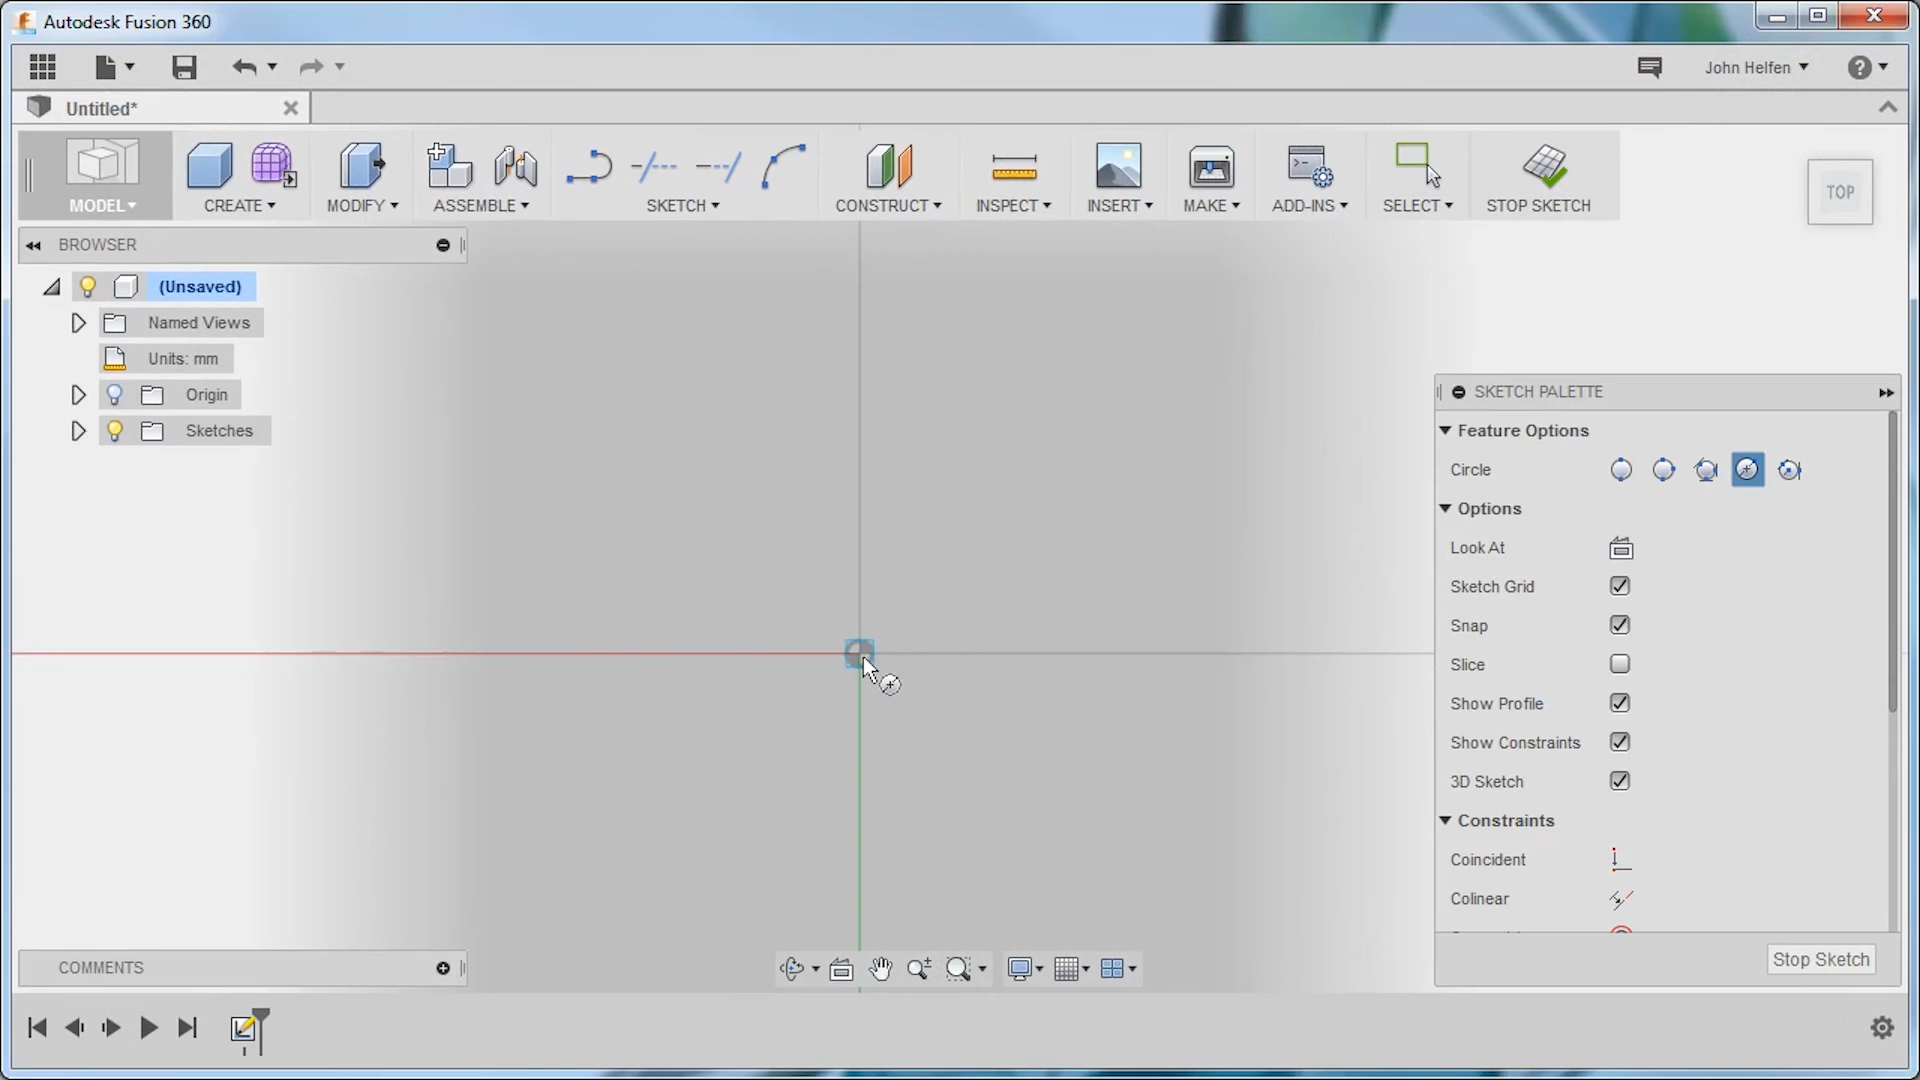 Autodesk Fusion 360
John Helfen
Untitled*
MODEL
CREATE
MODIFY
ASSEMBLE
SKETCH
CONSTRUCT
INSPECT
INSERT
MAKE
ADD-INS
SELECT
STOP SKETCH
TOP
BROWSER
(Unsaved)
Named Views
Units: mm
Origin
Sketches
SKETCH PALETTE
Feature Options
Circle
Options
Look At
Sketch Grid
Snap
Slice
Show Profile
Show Constraints
3D Sketch
Constraints
Coincident
Colinear
Stop Sketch
COMMENTS